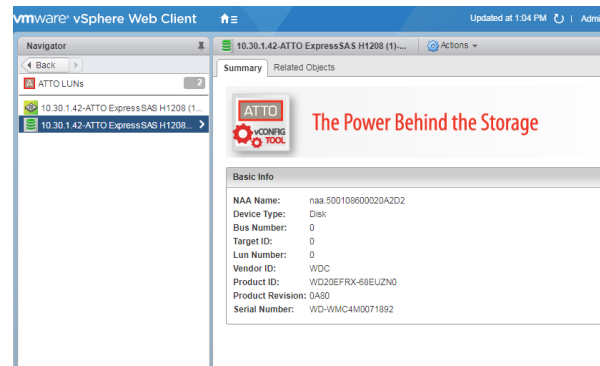 vmware® vSphere Web Client
Updated at 1:04 PM | Admi
Navigator
10.30.1.42-ATTO ExpressSAS H1208 (1)-...
Actions
Back
Summary Related Objects
ATTO LUNs 2
10.30.1.42-ATTO ExpressSAS H1208 (1...
10.30.1.42-ATTO ExpressSAS H1208...
ATTO
vCONFIG
TOOL
The Power Behind the Storage
Basic Info
NAA Name: naa.500108600020A2D2
Device Type: Disk
Bus Number: 0
Target ID: 0
Lun Number: 0
Vendor ID: WDC
Product ID: WD20EFRX-68EUZN0
Product Revision: 0A80
Serial Number: WD-WMC4M0071892